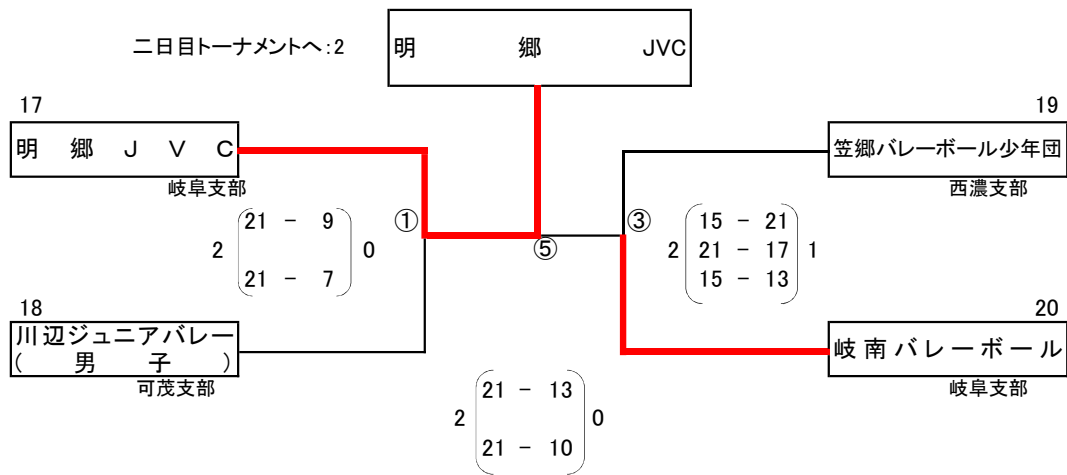 二日目トーナメントへ:2
明 郷 JVC
17
明 郷 J V C
岐阜支部
19
笠郷バレーボール少年団
西濃支部
① ③ ⑤
2 21 - 9 0
21 - 7
2 15 - 21 1
21 - 17
15 - 13
18
川辺ジュニアバレー
( 男 子 )
可茂支部
20
岐南バレーボール
岐阜支部
2 21 - 13 0
21 - 10